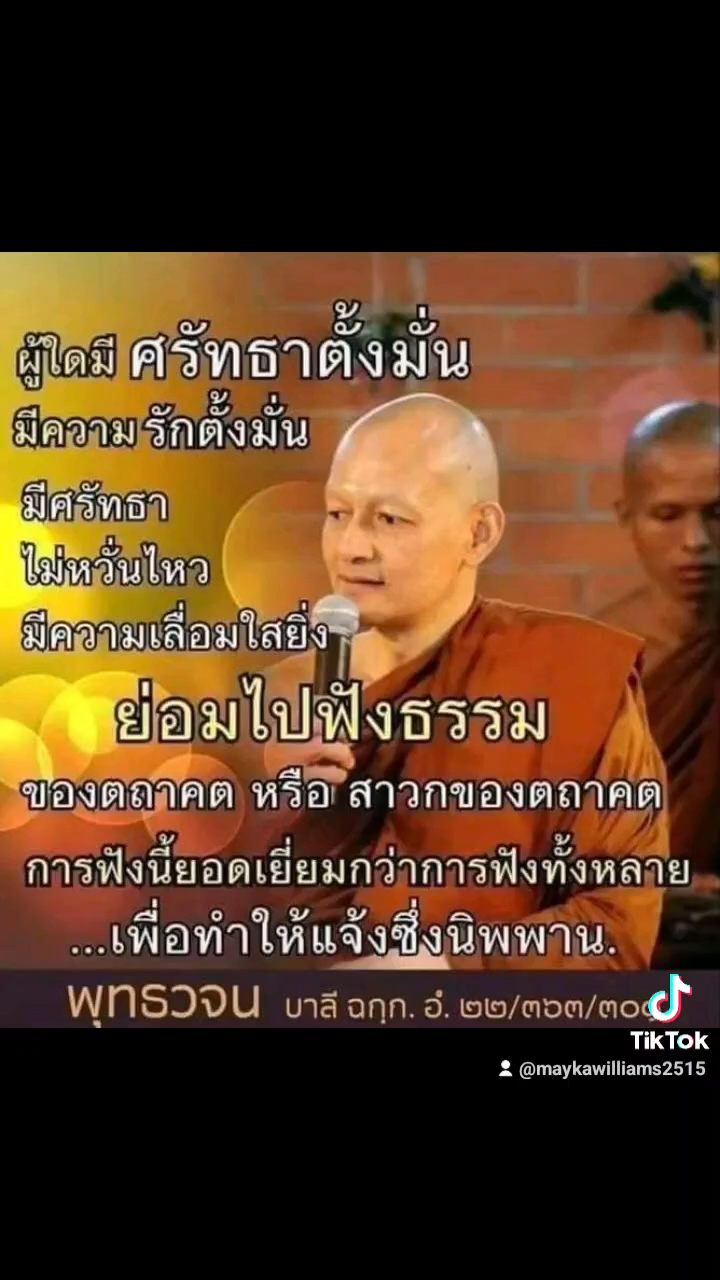 ผู้ใดมี ศรัทธาตั้งมั่น
มีความรักตั้งมั่น
มีศรัทธา
ไม่หวั่นไหว
มีความเลื่อมใสยิ่ง
ย่อมไปฟังธรรม
ของตถาคต หรือ สาวกของตถาคต
การฟังนี้ยอดเยี่ยมกว่าการฟังทั้งหลาย
...เพื่อทำให้แจ้งซึ่งนิพพาน.
พุทธวจน บาลี ฉกฺก. อํ.
TikTok
@maykawilliams2515